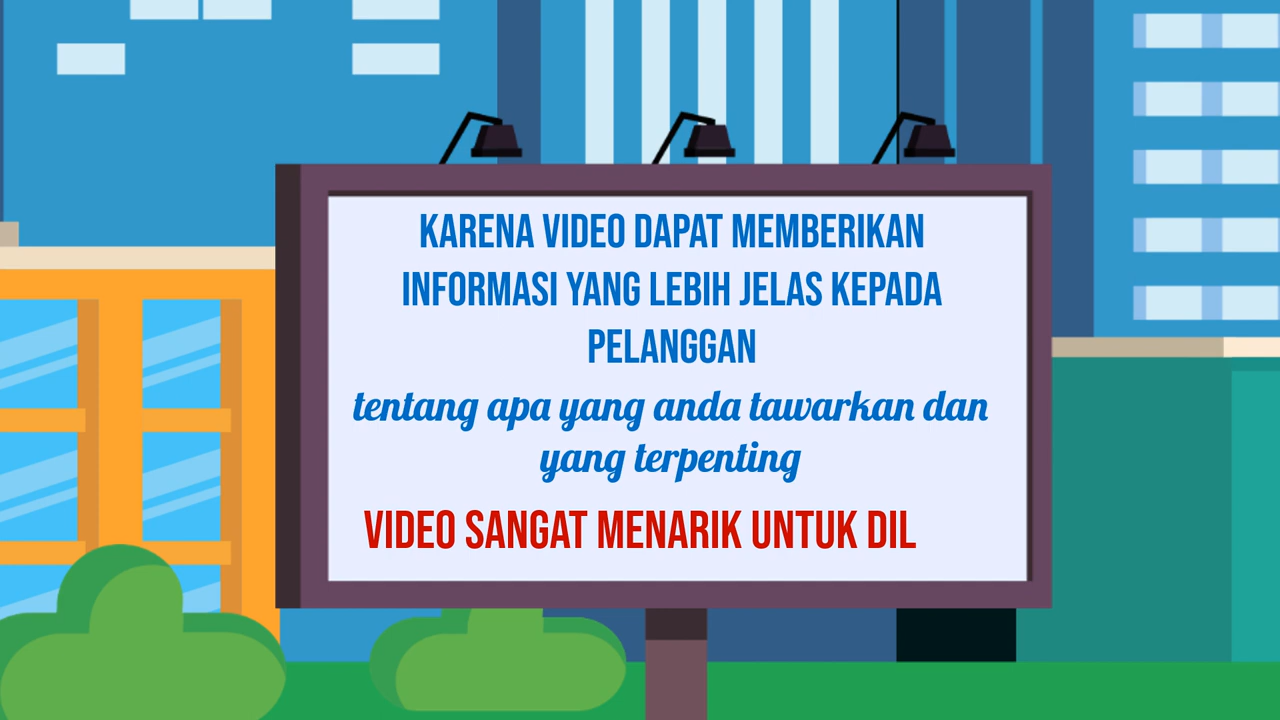 KARENA VIDEO DAPAT MEMBERIKAN
INFORMASI YANG LEBIH JELAS KEPADA
PELANGGAN
tentang apa yang anda tawarkan dan
yang terpenting
VIDEO SANGAT MENARIK UNTUK DIL